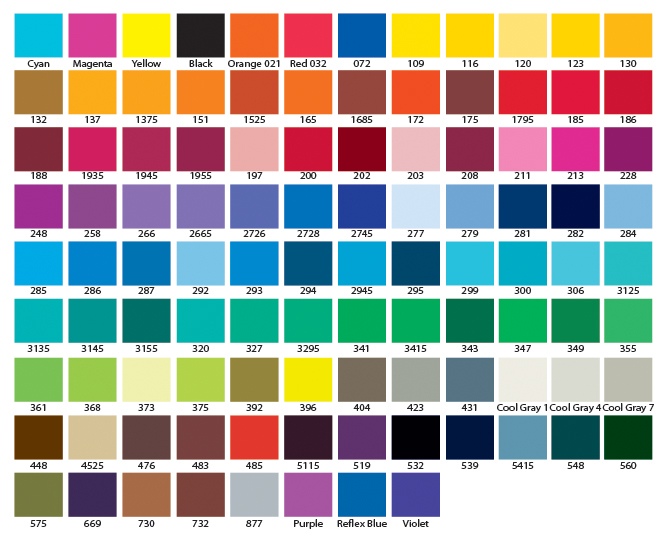 Cyan Magenta Yellow Black Orange 021 Red 032 072 109 116 120 123 130
132 137 1375 151 1525 165 1685 172 175 1795 185 186
188 1935 1945 1955 197 200 202 203 208 211 213 228
248 258 266 2665 2726 2728 2745 277 279 281 282 284
285 286 287 292 293 294 2945 295 299 300 306 3125
3135 3145 3155 320 327 3295 341 3415 343 347 349 355
361 368 373 375 392 396 404 423 431 Cool Gray 1 Cool Gray 4 Cool Gray 7
448 4525 476 483 485 5115 519 532 539 5415 548 560
575 669 730 732 877 Purple Reflex Blue Violet